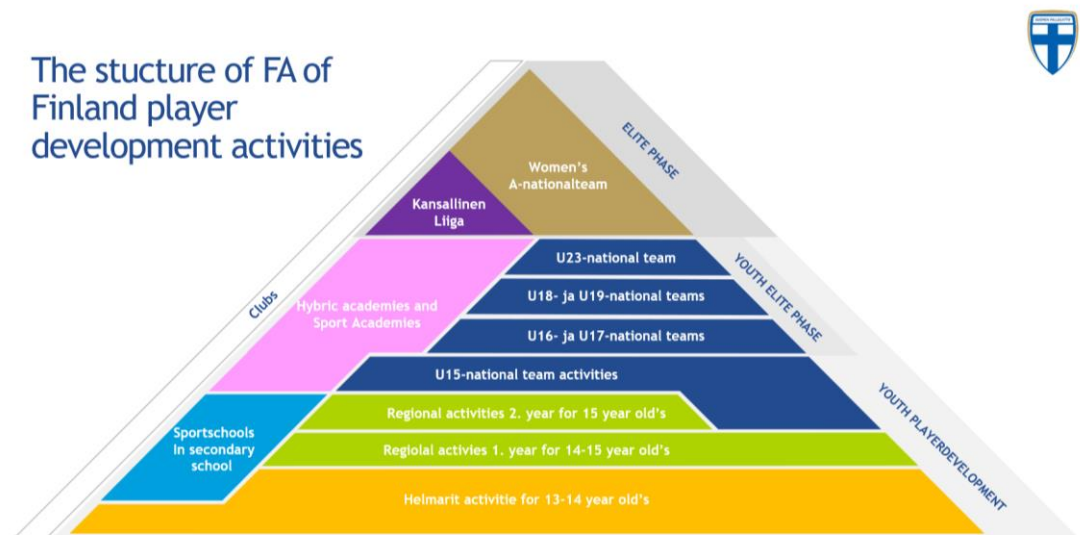 The stucture of FA of
Finland player
development activities
ELITE PHASE
Women's
A-nationalteam
Kansallinen
Liiga
U23-national team
YOUTH ELITE PHASE
Clubs
Hybric academies and
Sport Academies
U18- ja U19-national teams
U16- ja U17-national teams
U15-national team activities
YOUTH PLAYERDEVELOPMENT
Regional activities 2. year for 15 year old's
Sportschools
In secondary
school
Regiolal activies 1. year for 14-15 year old's
Helmarit activitie for 13-14 year old's